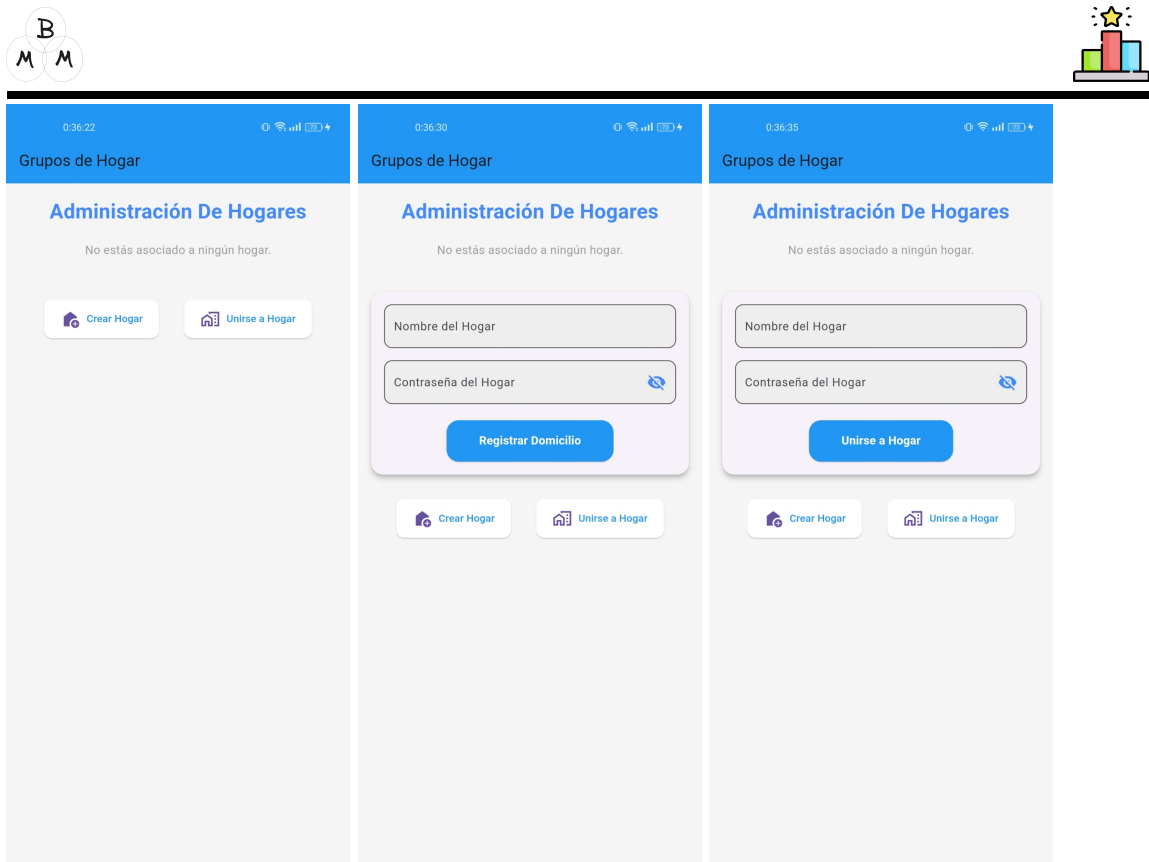 B
M M
0:36:22
73
Grupos de Hogar
Administración De Hogares
No estás asociado a ningún hogar.
Crear Hogar
Unirse a Hogar
0:36:30
73
Grupos de Hogar
Administración De Hogares
No estás asociado a ningún hogar.
Nombre del Hogar
Contraseña del Hogar
Registrar Domicilio
Crear Hogar
Unirse a Hogar
0:36:35
73
Grupos de Hogar
Administración De Hogares
No estás asociado a ningún hogar.
Nombre del Hogar
Contraseña del Hogar
Unirse a Hogar
Crear Hogar
Unirse a Hogar